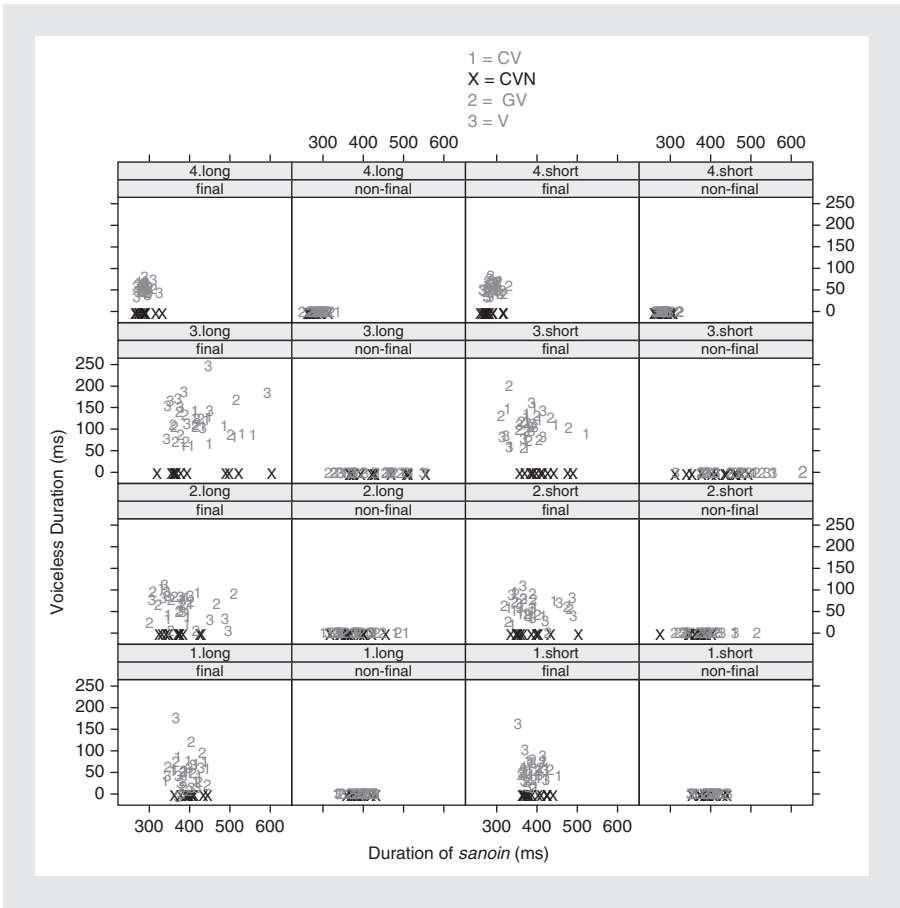 1 = CV
X = CVN
2 = GV
3 = V
300 400 500 600 300 400 500 600
4.long 4.long 4.short 4.short
final non-final final non-final
250
200
150
100
50
0
3.long 3.long 3.short 3.short
final non-final final non-final
250
200
150
100
50
0
2.long 2.long 2.short 2.short
final non-final final non-final
250
200
150
100
50
0
1.long 1.long 1.short 1.short
final non-final final non-final
250
200
150
100
50
0
300 400 500 600 300 400 500 600
Voiceless Duration (ms)
Duration of sanoin (ms)